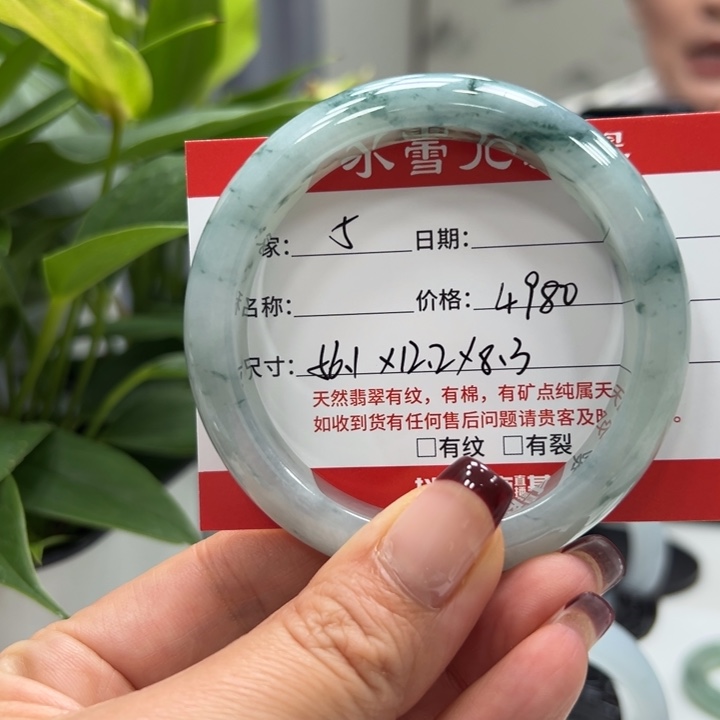 冰雪儿
家: 5 日期:
名称: 价格: 4980
尺寸: 56.1×12.2×8.3
天然翡翠有纹，有棉，有矿点纯属天
如收到货有任何售后问题请贵客及时 。
□有纹 □有裂